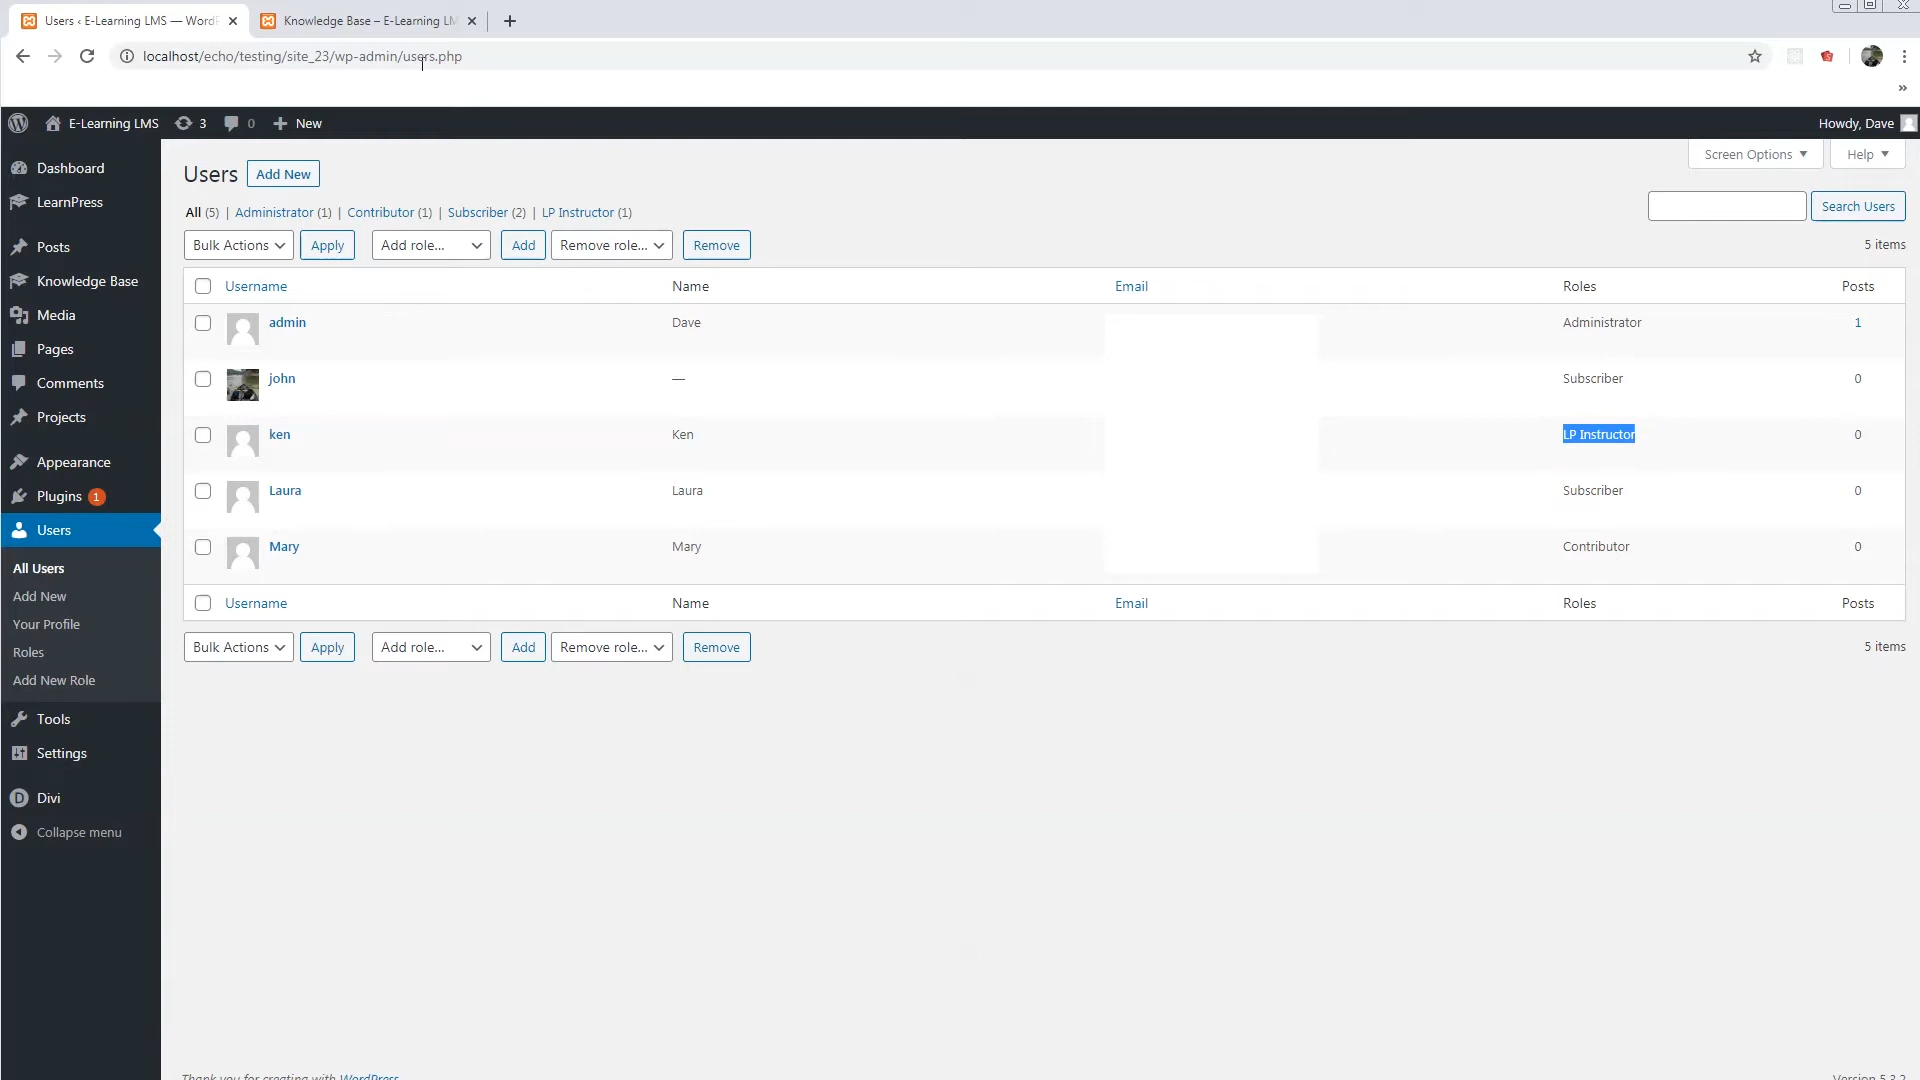 Users ‹ E-Learning LMS — WordP
Knowledge Base – E-Learning LM
localhost/echo/testing/site_23/wp-admin/users.php
»
E-Learning LMS 3 0 New
Howdy, Dave
Dashboard
LearnPress
Posts
Knowledge Base
Media
Pages
Comments
Projects
Appearance
Plugins 1
Users
All Users
Add New
Your Profile
Roles
Add New Role
Tools
Settings
Divi
Collapse menu
Screen Options
Help
Users Add New
All (5) | Administrator (1) | Contributor (1) | Subscriber (2) | LP Instructor (1)
Search Users
Bulk Actions Apply Add role... Add Remove role... Remove
5 items
Username Name Email Roles Posts
admin Dave Administrator 1
john — Subscriber 0
ken Ken LP Instructor 0
Laura Laura Subscriber 0
Mary Mary Contributor 0
Username Name Email Roles Posts
Bulk Actions Apply Add role... Add Remove role... Remove
5 items
Thank you for creating with WordPress
Version 5.3.2